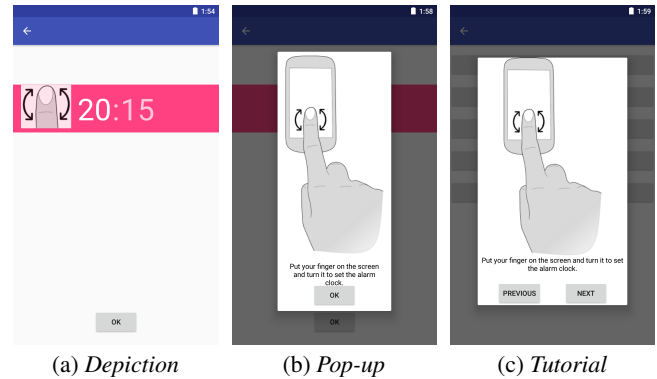 1:54
20:15
OK
(a) Depiction
1:58
Put your finger on the screen
and turn it to set the alarm
clock.
OK
OK
(b) Pop-up
1:59
Put your finger on the screen and turn it to set
the alarm clock.
PREVIOUS NEXT
(c) Tutorial